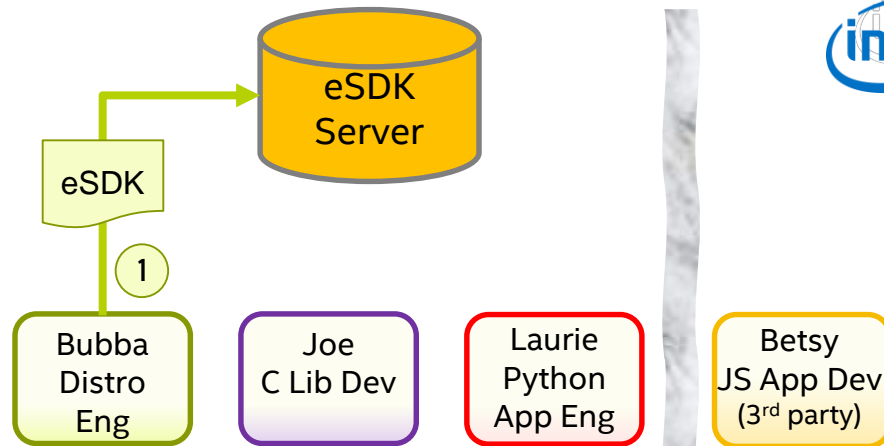 eSDK
Server
eSDK
1
Bubba
Distro
Eng
Joe
C Lib Dev
Laurie
Python
App Eng
Betsy
JS App Dev
(3rd party)